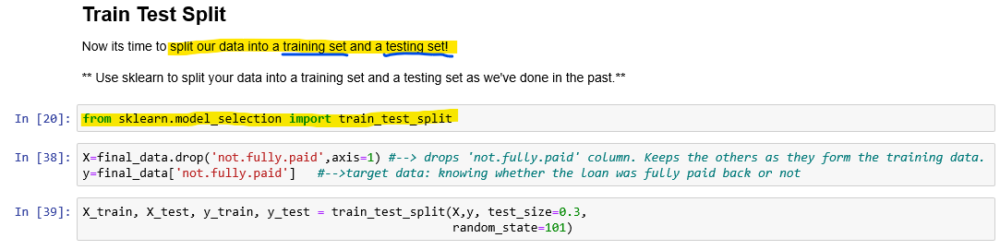 Train Test Split
Now its time to split our data into a training set and a testing set!
** Use sklearn to split your data into a training set and a testing set as we've done in the past.**
In [20]: from sklearn.model_selection import train_test_split
In [38]: X=final_data.drop('not.fully.paid',axis=1) #--> drops 'not.fully.paid' column. Keeps the others as they form the training data.
y=final_data['not.fully.paid']   #-->target data: knowing whether the loan was fully paid back or not
In [39]: X_train, X_test, y_train, y_test = train_test_split(X,y, test_size=0.3,
random_state=101)